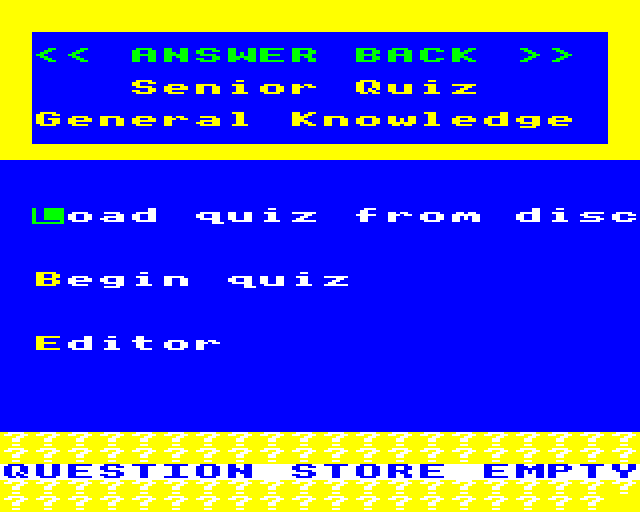 << ANSWER BACK >>
Senior Quiz
General Knowledge
Load quiz from disc
Begin quiz
Editor
QUESTION STORE EMPTY